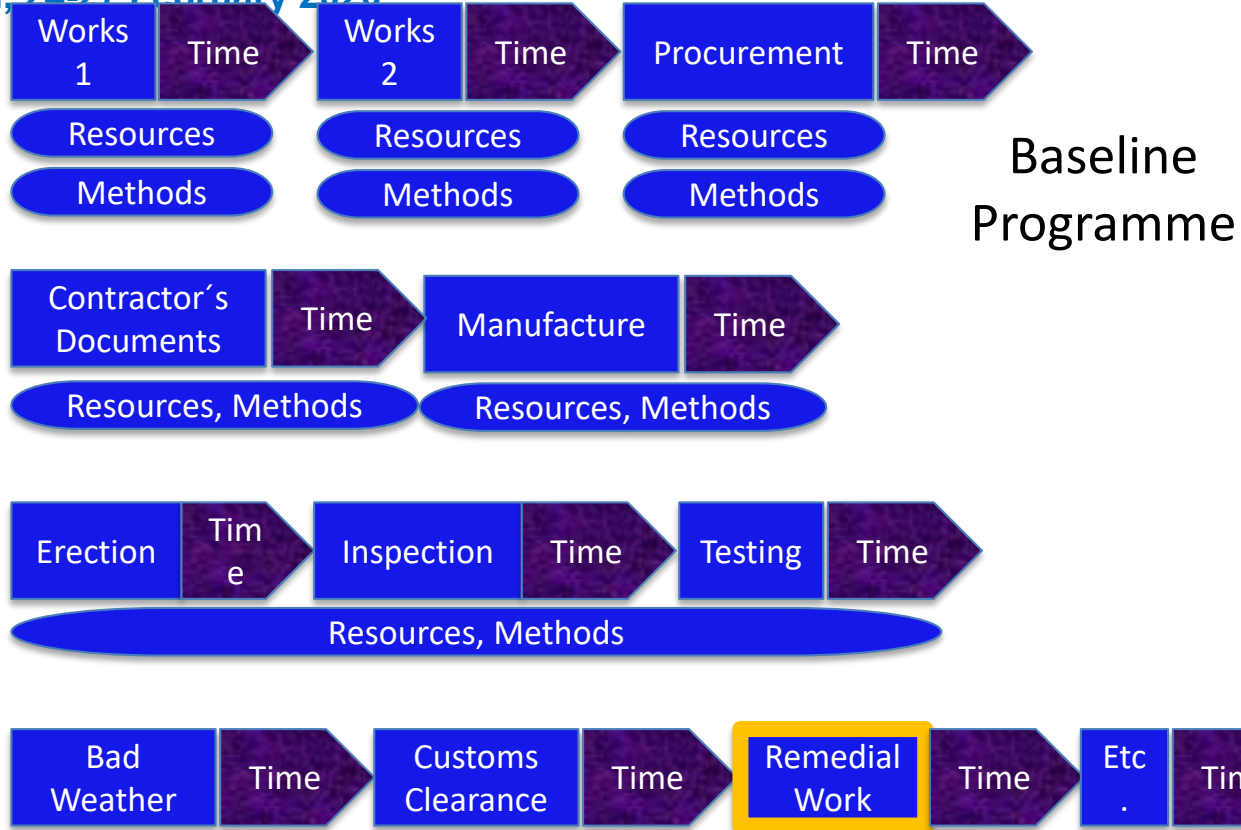 February 2020
Works
1
Time
Works
2
Time
Procurement
Time
Resources
Resources
Resources
Methods
Methods
Methods
Baseline
Programme
Contractor´s
Documents
Time
Manufacture
Time
Resources, Methods
Resources, Methods
Erection
Tim
e
Inspection
Time
Testing
Time
Resources, Methods
Bad
Weather
Time
Customs
Clearance
Time
Remedial
Work
Time
Etc
.